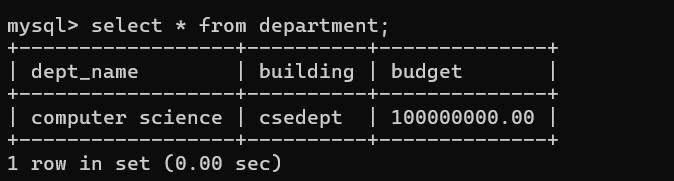 mysql> select * from department;
+-----------------+----------+--------------+
| dept_name       | building | budget       |
+-----------------+----------+--------------+
| computer science | csedept  | 100000000.00 |
+-----------------+----------+--------------+
1 row in set (0.00 sec)